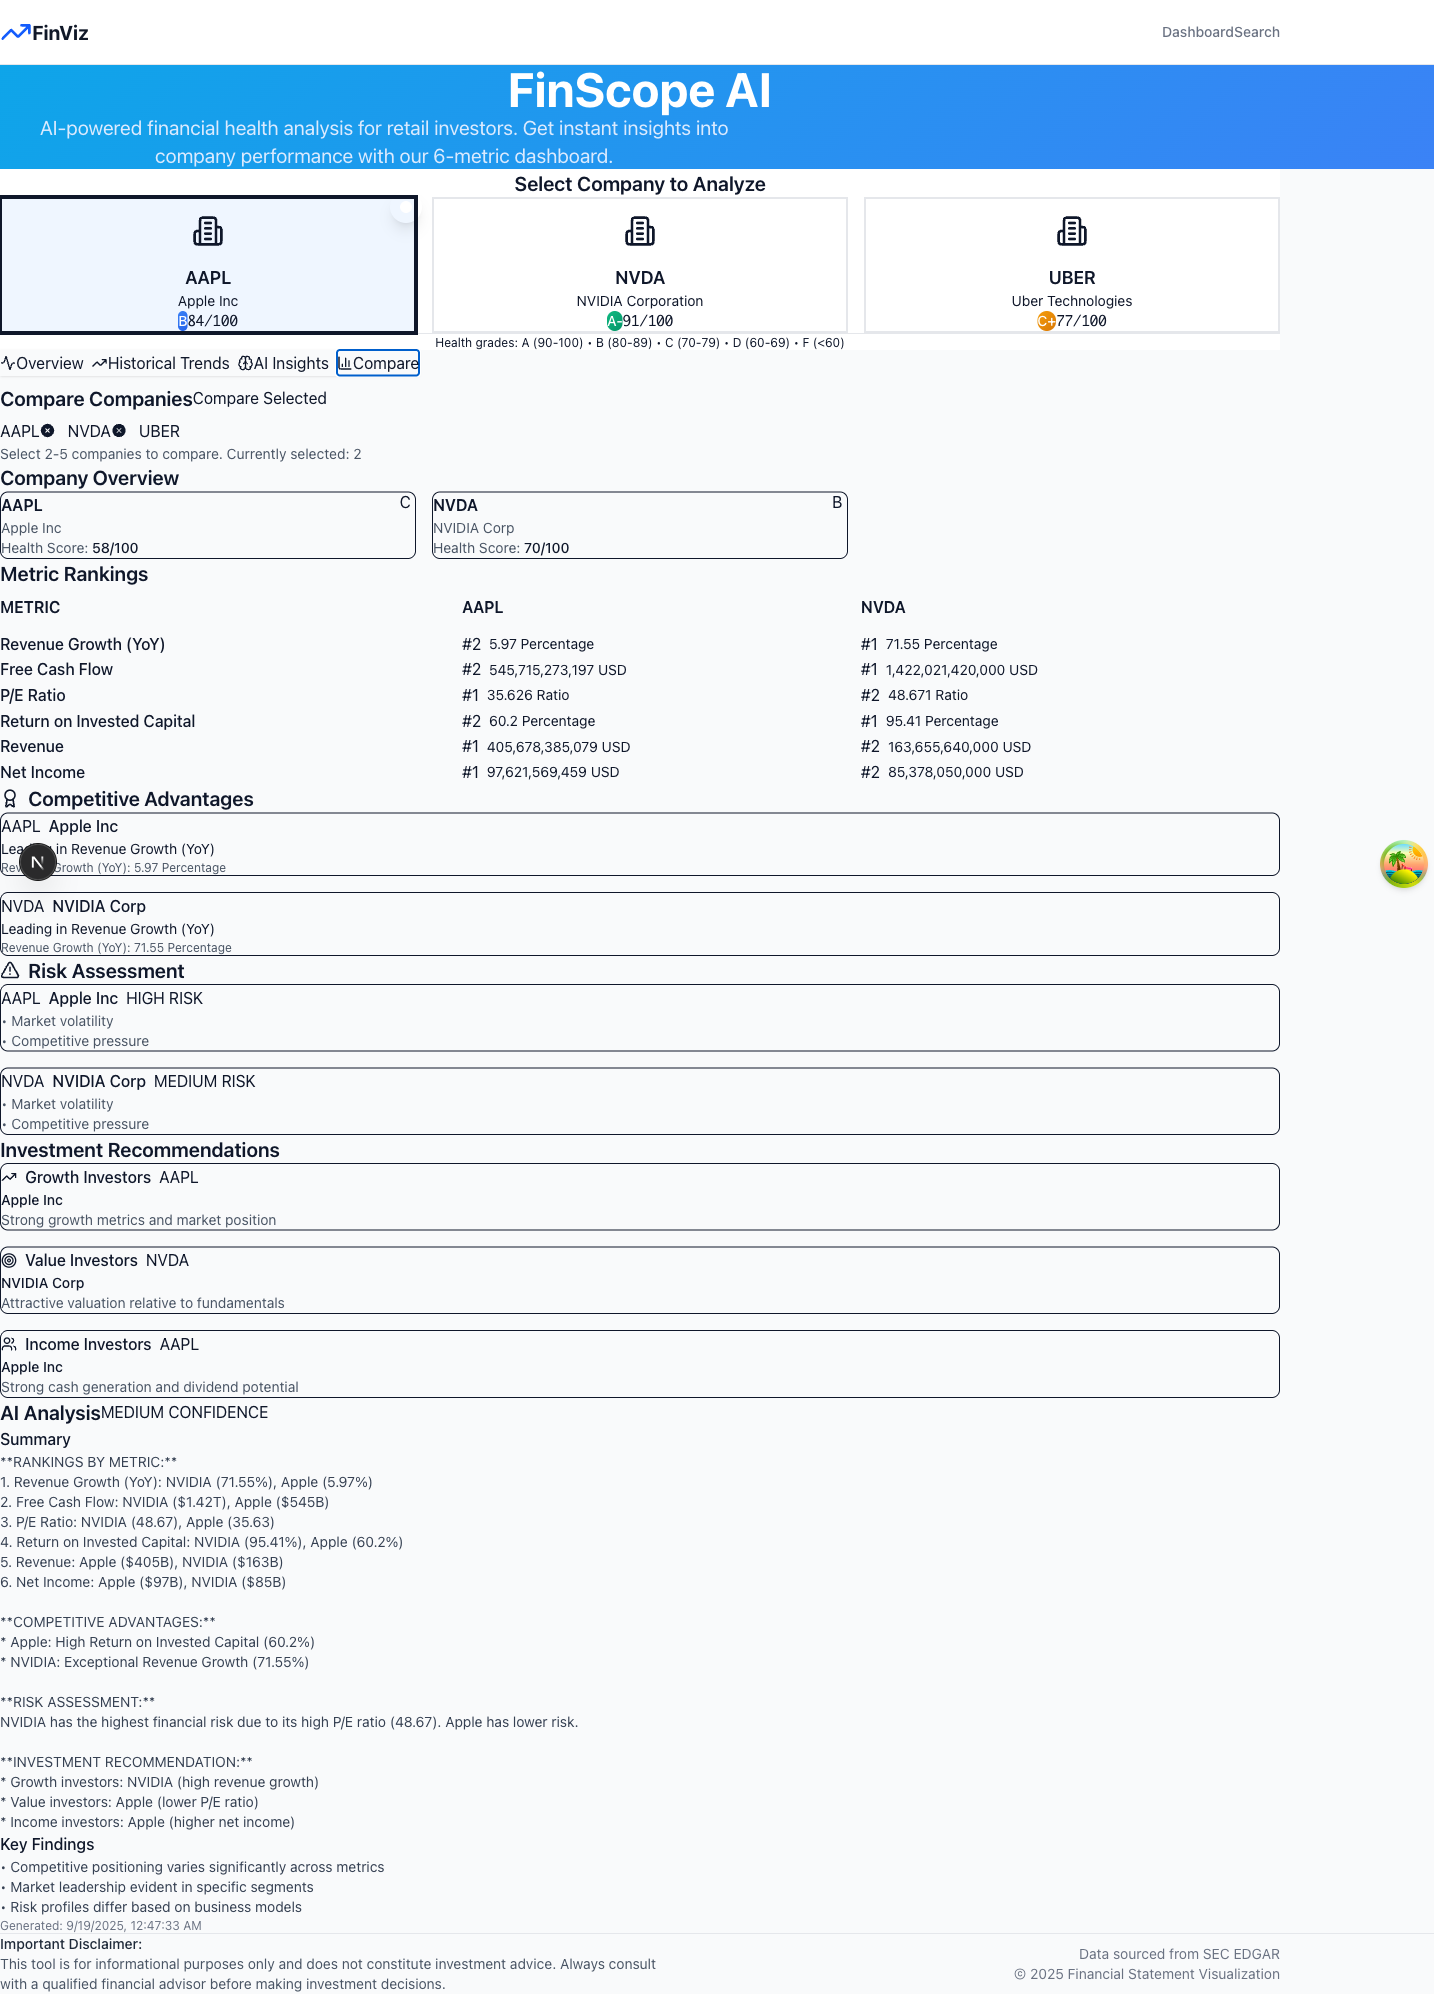 FinViz
Dashboard Search
FinScope AI
AI-powered financial health analysis for retail investors. Get instant insights into
company performance with our 6-metric dashboard.
Select Company to Analyze
AAPL
Apple Inc
B 84/100
NVDA
NVIDIA Corporation
A- 91/100
UBER
Uber Technologies
C+ 77/100
Health grades: A (90-100) • B (80-89) • C (70-79) • D (60-69) • F (<60)
Overview Historical Trends AI Insights Compare
Compare Companies Compare Selected
AAPL NVDA UBER
Select 2-5 companies to compare. Currently selected: 2
Company Overview
AAPL C
Apple Inc
Health Score: 58/100
NVDA B
NVIDIA Corp
Health Score: 70/100
Metric Rankings
METRIC AAPL NVDA
Revenue Growth (YoY) #2 5.97 Percentage #1 71.55 Percentage
Free Cash Flow #2 545,715,273,197 USD #1 1,422,021,420,000 USD
P/E Ratio #1 35.626 Ratio #2 48.671 Ratio
Return on Invested Capital #2 60.2 Percentage #1 95.41 Percentage
Revenue #1 405,678,385,079 USD #2 163,655,640,000 USD
Net Income #1 97,621,569,459 USD #2 85,378,050,000 USD
Competitive Advantages
AAPL Apple Inc
in Revenue Growth (YoY)
N
Growth (YoY): 5.97 Percentage
NVDA NVIDIA Corp
Leading in Revenue Growth (YoY)
Revenue Growth (YoY): 71.55 Percentage
Risk Assessment
AAPL Apple Inc HIGH RISK
• Market volatility
• Competitive pressure
NVDA NVIDIA Corp MEDIUM RISK
• Market volatility
• Competitive pressure
Investment Recommendations
Growth Investors AAPL
Apple Inc
Strong growth metrics and market position
Value Investors NVDA
NVIDIA Corp
Attractive valuation relative to fundamentals
Income Investors AAPL
Apple Inc
Strong cash generation and dividend potential
AI Analysis MEDIUM CONFIDENCE
Summary
**RANKINGS BY METRIC:**
1. Revenue Growth (YoY): NVIDIA (71.55%), Apple (5.97%)
2. Free Cash Flow: NVIDIA ($1.42T), Apple ($545B)
3. P/E Ratio: NVIDIA (48.67), Apple (35.63)
4. Return on Invested Capital: NVIDIA (95.41%), Apple (60.2%)
5. Revenue: Apple ($405B), NVIDIA ($163B)
6. Net Income: Apple ($97B), NVIDIA ($85B)
**COMPETITIVE ADVANTAGES:**
* Apple: High Return on Invested Capital (60.2%)
* NVIDIA: Exceptional Revenue Growth (71.55%)
**RISK ASSESSMENT:**
NVIDIA has the highest financial risk due to its high P/E ratio (48.67). Apple has lower risk.
**INVESTMENT RECOMMENDATION:**
* Growth investors: NVIDIA (high revenue growth)
* Value investors: Apple (lower P/E ratio)
* Income investors: Apple (higher net income)
Key Findings
• Competitive positioning varies significantly across metrics
• Market leadership evident in specific segments
• Risk profiles differ based on business models
Generated: 9/19/2025, 12:47:33 AM
Important Disclaimer:
This tool is for informational purposes only and does not constitute investment advice. Always consult
with a qualified financial advisor before making investment decisions.
Data sourced from SEC EDGAR
© 2025 Financial Statement Visualization